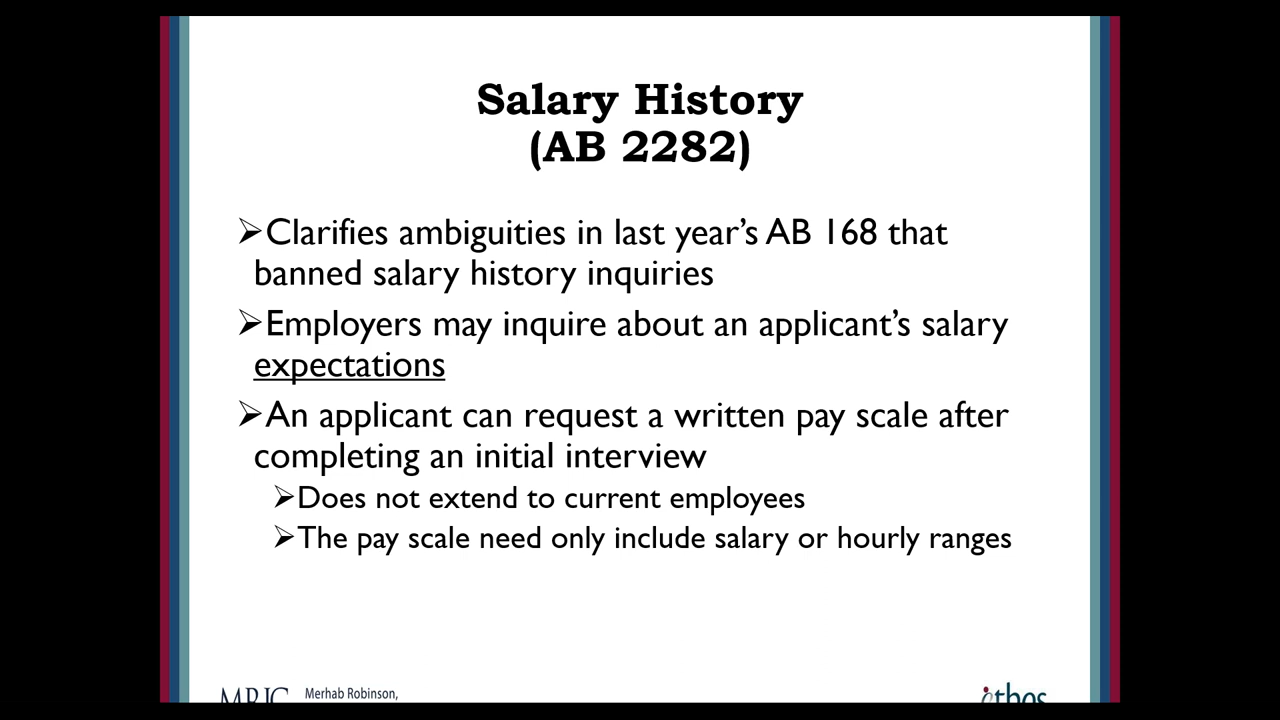 Salary History
(AB 2282)
➢Clarifies ambiguities in last year’s AB 168 that
banned salary history inquiries
➢Employers may inquire about an applicant’s salary
expectations
➢An applicant can request a written pay scale after
completing an initial interview
➢Does not extend to current employees
➢The pay scale need only include salary or hourly ranges
MRJC
Merhab Robinson,
ethos